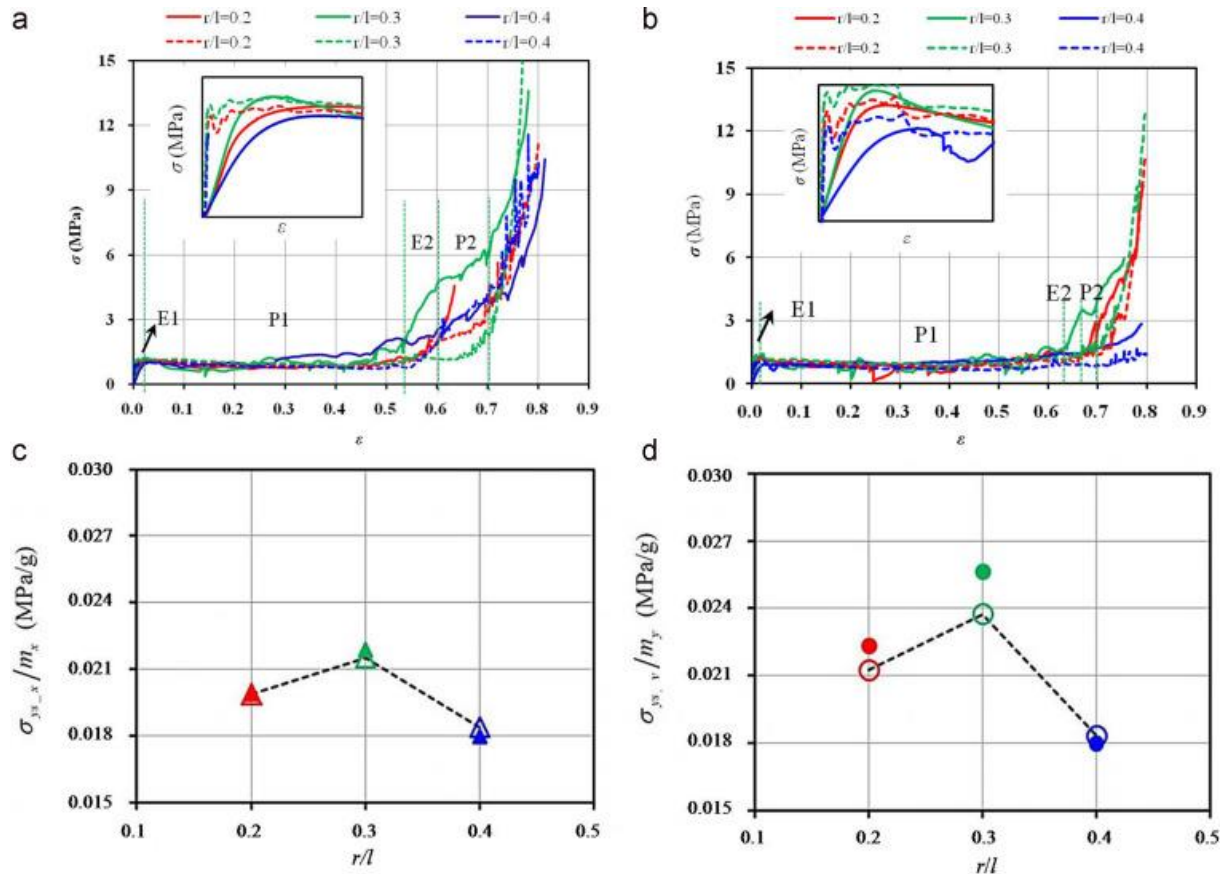 a
r/l=0.2 r/l=0.3 r/l=0.4
r/l=0.2 r/l=0.3 r/l=0.4
15
12
9
6
3
0
σ (MPa)
σ (MPa)
ε
E1
P1
E2
P2
0.0 0.1 0.2 0.3 0.4 0.5 0.6 0.7 0.8 0.9
ε
b
r/l=0.2 r/l=0.3 r/l=0.4
r/l=0.2 r/l=0.3 r/l=0.4
15
12
9
6
3
0
σ (MPa)
σ (MPa)
ε
E1
P1
E2
P2
0.0 0.1 0.2 0.3 0.4 0.5 0.6 0.7 0.8 0.9
ε
c
0.030
0.027
0.024
0.021
0.018
0.015
σys_x/mx (MPa/g)
0.1 0.2 0.3 0.4 0.5
r/l
d
0.030
0.027
0.024
0.021
0.018
0.015
σys_y/my (MPa/g)
0.1 0.2 0.3 0.4 0.5
r/l